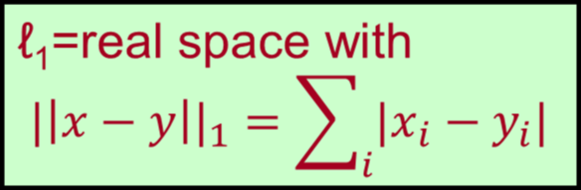 ℓ₁=real space with
||x − y||₁ = ∑ᵢ |xᵢ − yᵢ|